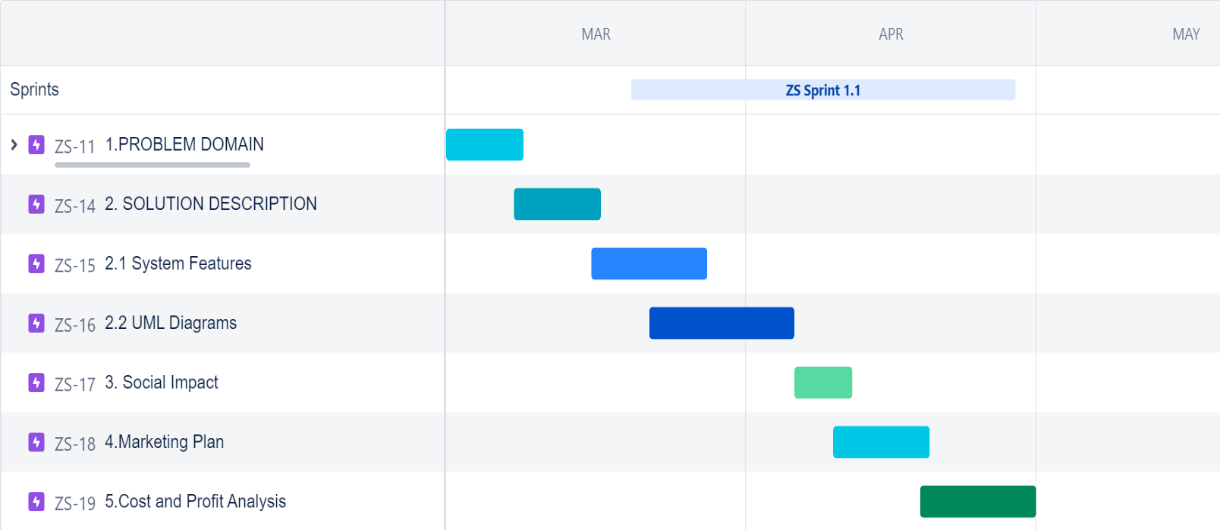 MAR APR MAY
Sprints ZS Sprint 1.1
ZS-11 1.PROBLEM DOMAIN
ZS-14 2. SOLUTION DESCRIPTION
ZS-15 2.1 System Features
ZS-16 2.2 UML Diagrams
ZS-17 3. Social Impact
ZS-18 4.Marketing Plan
ZS-19 5.Cost and Profit Analysis